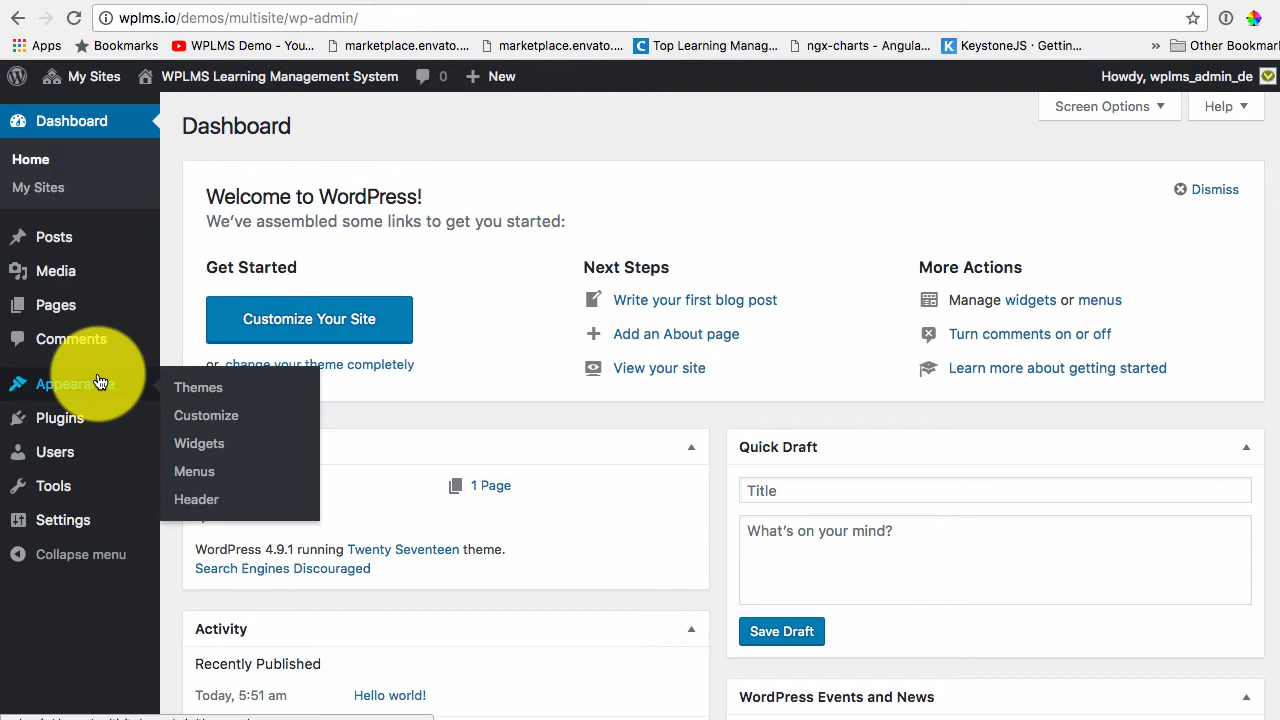 wplms.io/demos/multisite/wp-admin/
Apps Bookmarks WPLMS Demo - You... marketplace.envato.... marketplace.envato.... Top Learning Manag... ngx-charts - Angula... KeystoneJS · Gettin... » Other Bookmar
My Sites WPLMS Learning Management System 0 + New Howdy, wplms_admin_de
Screen Options Help
Dashboard
Home
My Sites
Posts
Media
Pages
Comments
Appearance
Plugins
Users
Tools
Settings
Collapse menu
Themes
Customize
Widgets
Menus
Header
Dashboard
Welcome to WordPress!
We've assembled some links to get you started:
Dismiss
Get Started
Customize Your Site
or, change your theme completely
Next Steps
Write your first blog post
Add an About page
View your site
More Actions
Manage widgets or menus
Turn comments on or off
Learn more about getting started
1 Page
WordPress 4.9.1 running Twenty Seventeen theme.
Search Engines Discouraged
Activity
Recently Published
Today, 5:51 am Hello world!
Quick Draft
Title
What's on your mind?
Save Draft
WordPress Events and News